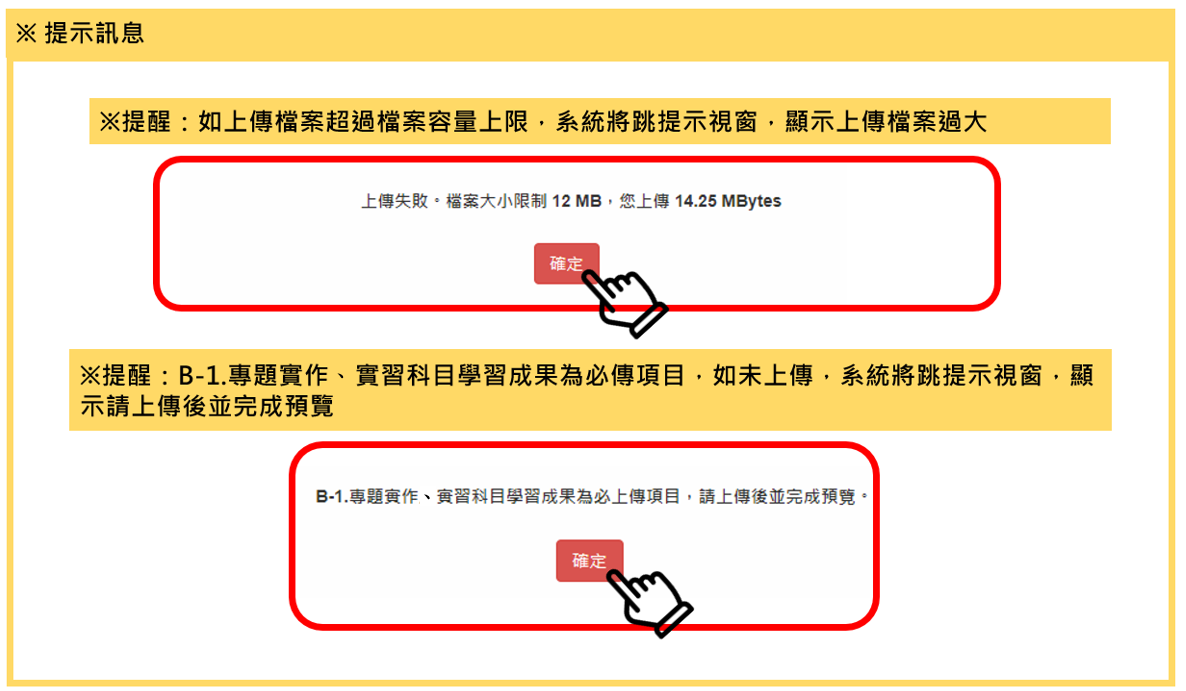 ※ 提示訊息
※提醒：如上傳檔案超過檔案容量上限，系統將跳提示視窗，顯示上傳檔案過大
上傳失敗。檔案大小限制 12 MB，您上傳 14.25 MBytes
確定
※提醒：B-1.專題實作、實習科目學習成果為必傳項目，如未上傳，系統將跳提示視窗，顯
示請上傳後並完成預覽
B-1.專題實作、實習科目學習成果為必上傳項目，請上傳後並完成預覽。
確定